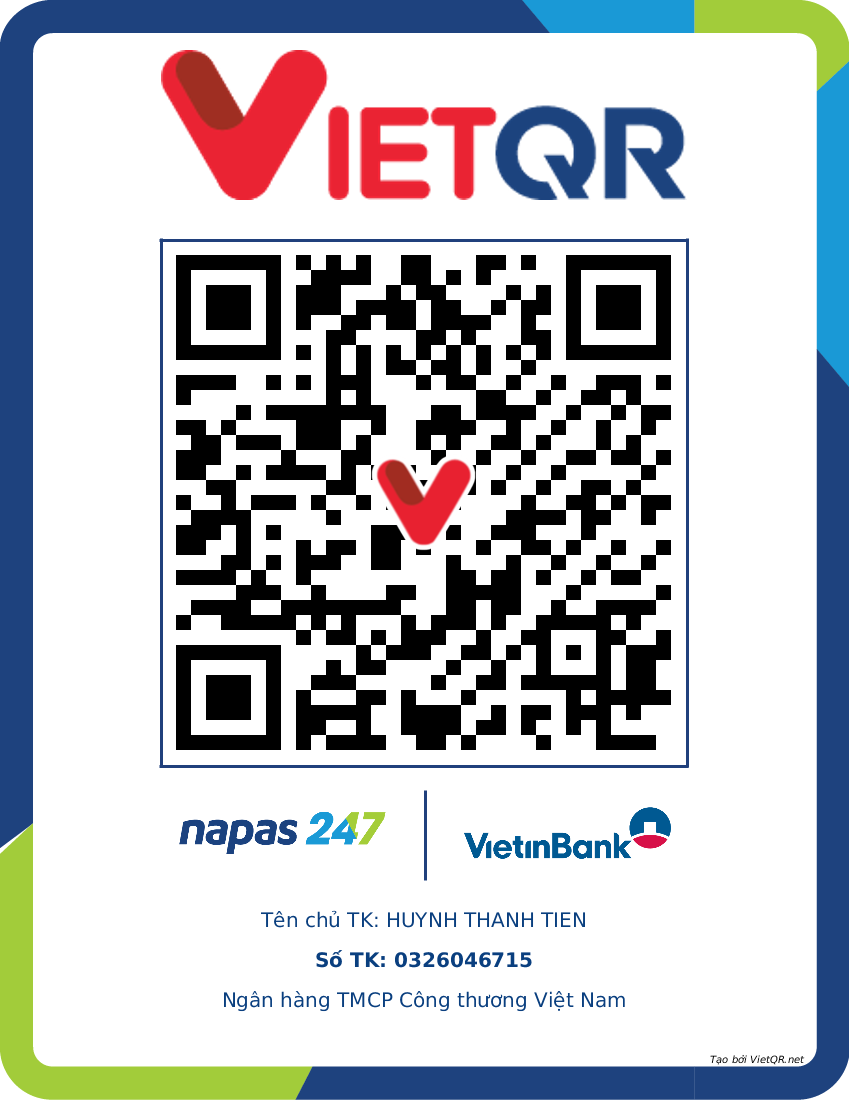 VIETQR
napas 247
VietinBank
Tên chủ TK: HUYNH THANH TIEN
Số TK: 0326046715
Ngân hàng TMCP Công thương Việt Nam
Tạo bởi VietQR.net